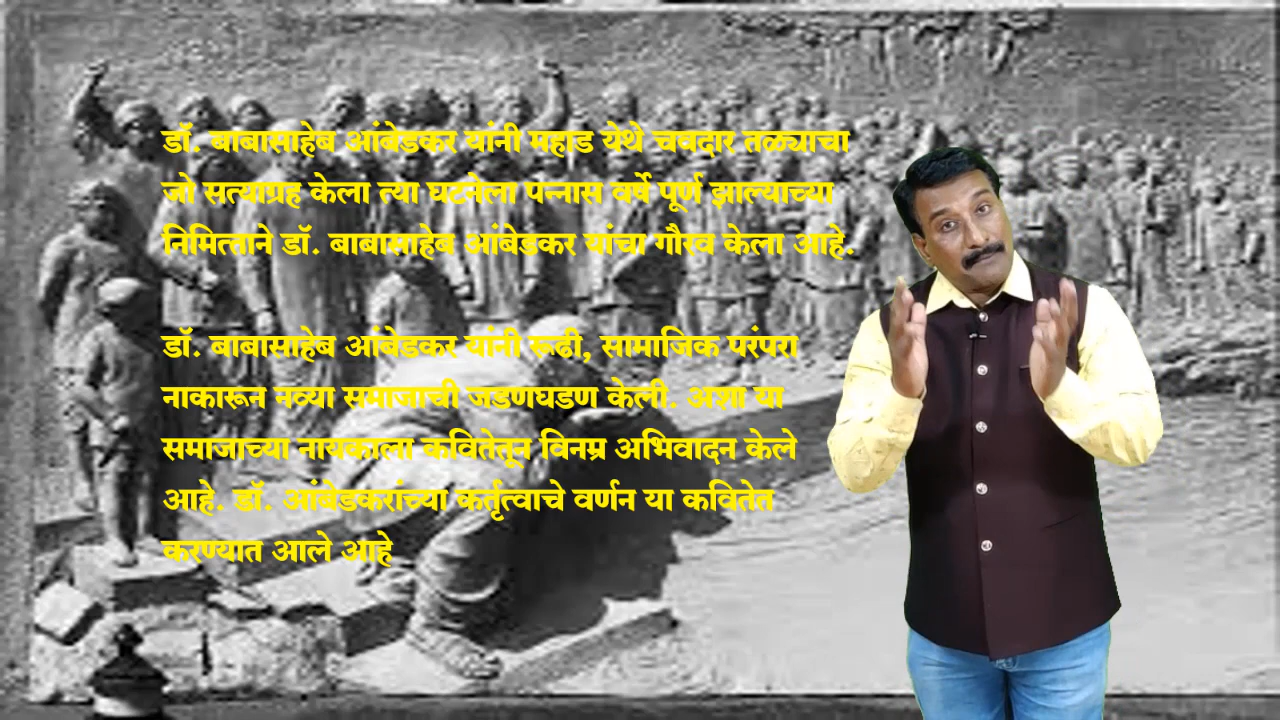 डॉ. बाबासाहेब आंबेडकर यांनी महाड येथे चवदार तळ्याचा
जो सत्याग्रह केला त्या घटनेला पन्नास वर्षे पूर्ण झाल्याच्या
निमित्ताने डॉ. बाबासाहेब आंबेडकर यांचा गौरव केला आहे.
डॉ. बाबासाहेब आंबेडकर यांनी रूढी, सामाजिक परंपरा
नाकारून नव्या समाजाची जडणघडण केली. अशा या
समाजाच्या नायकाला कवितेतून विनम्र अभिवादन केले
आहे. डॉ. आंबेडकरांच्या कर्तृत्वाचे वर्णन या कवितेत
करण्यात आले आहे